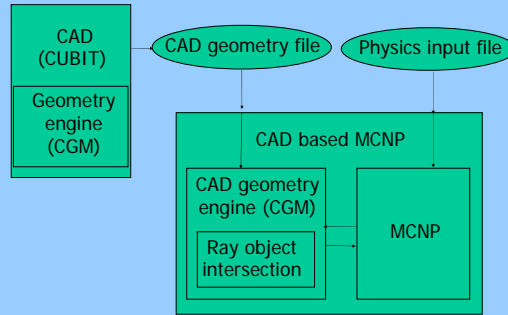 CAD
(CUBIT)
Geometry
engine
(CGM)
CAD geometry file
Physics input file
CAD based MCNP
CAD geometry
engine (CGM)
Ray object
intersection
MCNP